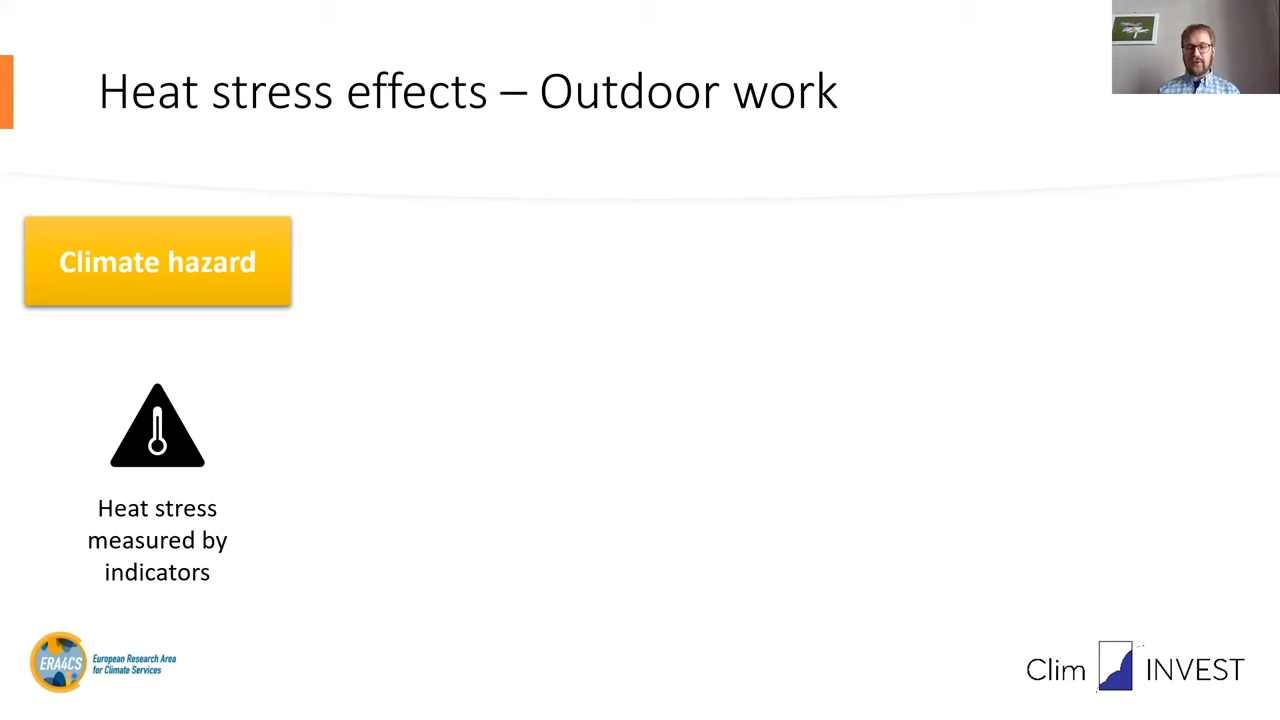 Heat stress effects – Outdoor work
Climate hazard
Heat stress
measured by
indicators
ERA4CS
European Research Area
for Climate Services
Clim INVEST